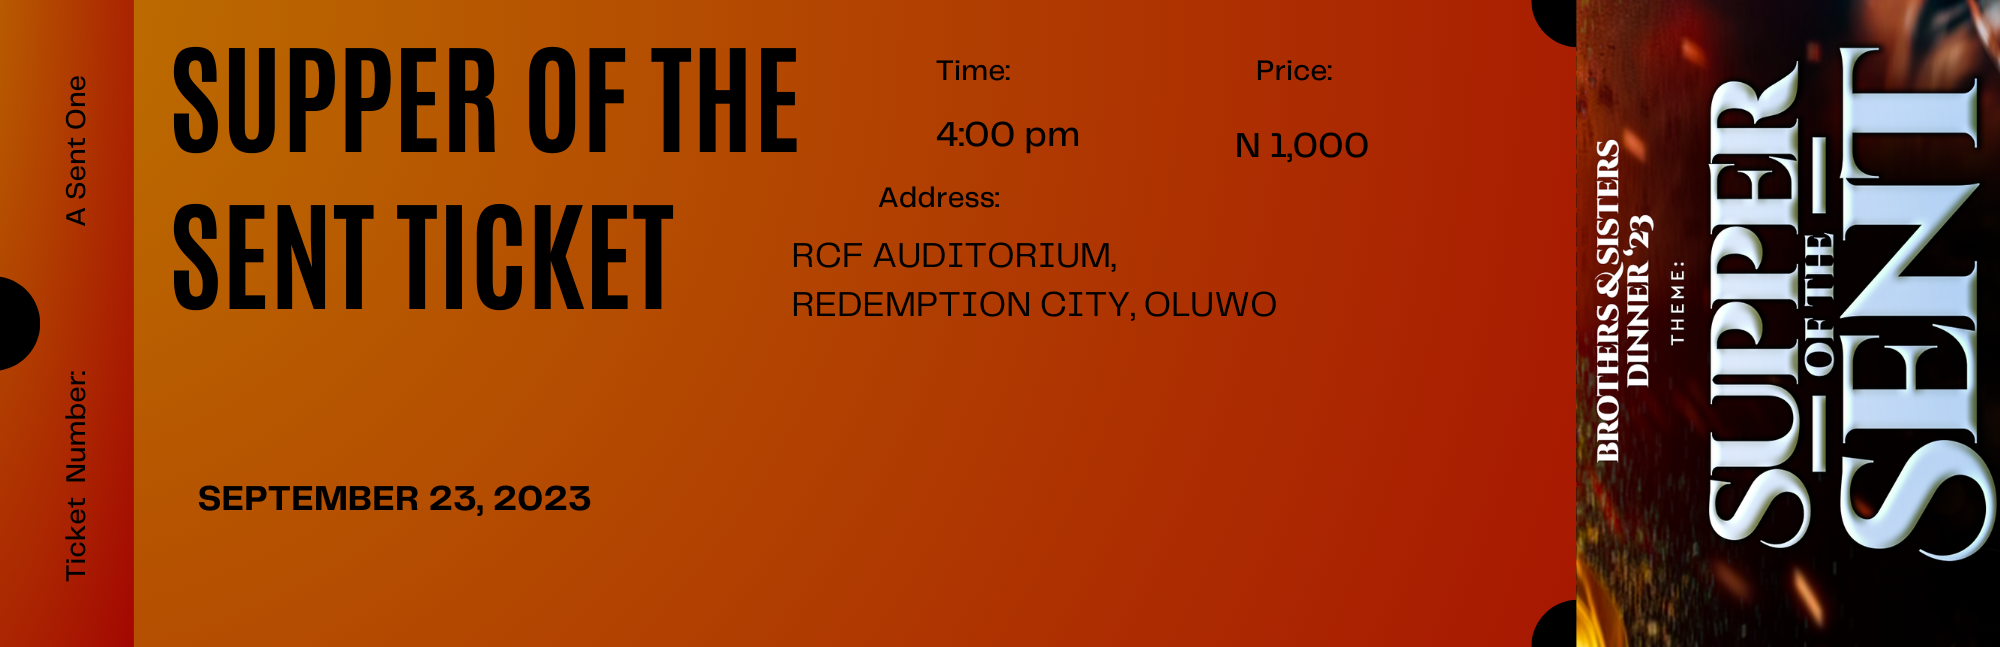 A Sent One
Ticket Number:
SUPPER OF THE
SENT TICKET
SEPTEMBER 23, 2023
Time:
4:00 pm
Price:
N 1,000
Address:
RCF AUDITORIUM,
REDEMPTION CITY, OLUWO
BROTHERS & SISTERS
DINNER '23
THEME:
SUPPER
OF THE
SENT